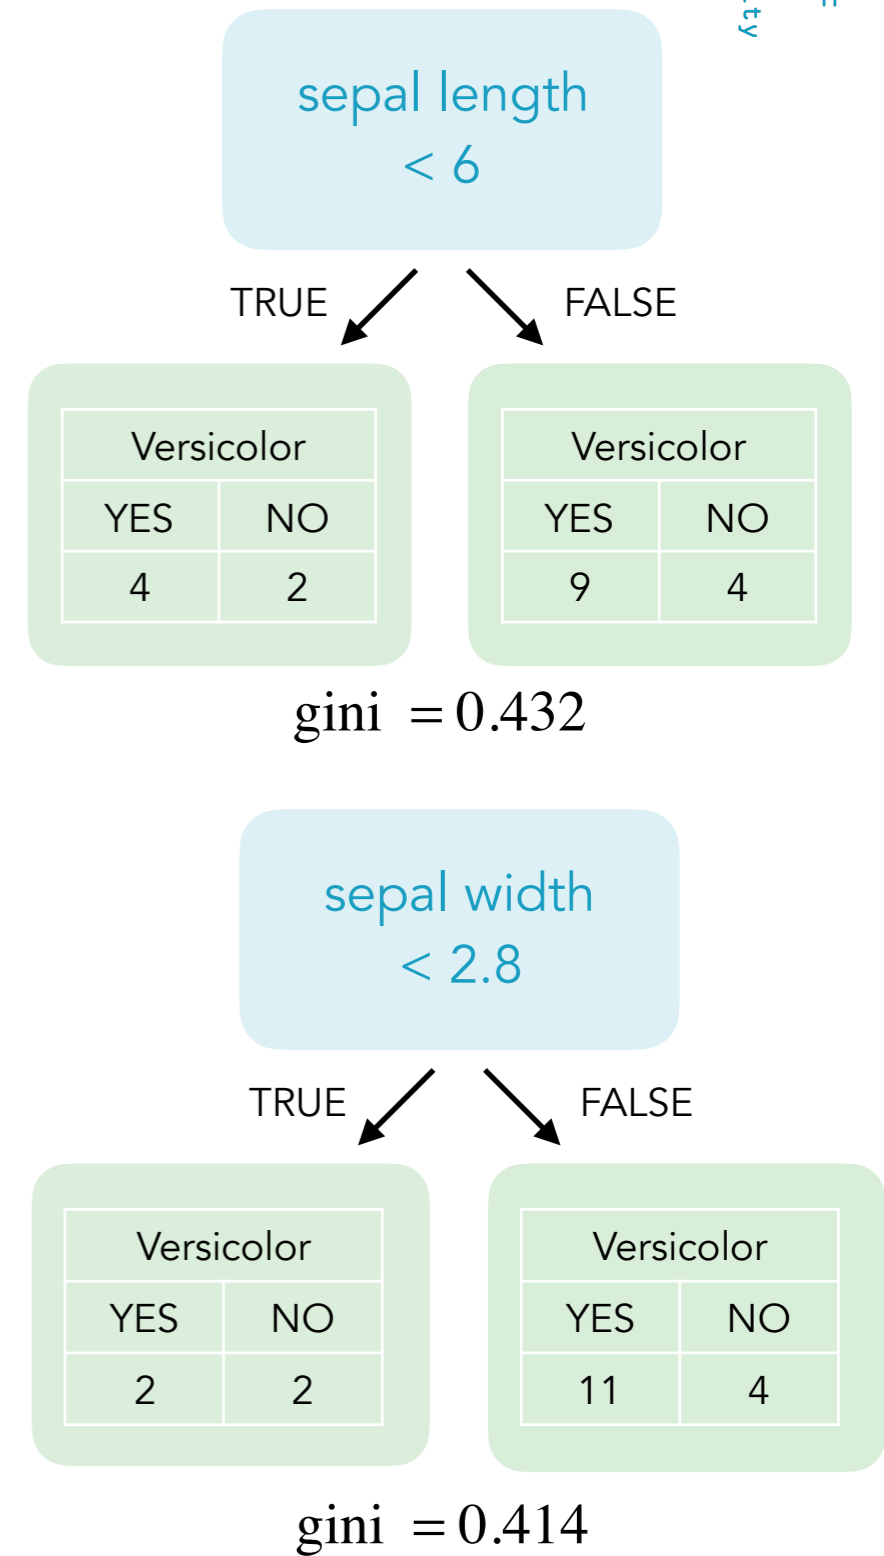 ty
sepal length
< 6
TRUE
FALSE
Versicolor
YES NO
4 2
Versicolor
YES NO
9 4
gini = 0.432
sepal width
< 2.8
TRUE
FALSE
Versicolor
YES NO
2 2
Versicolor
YES NO
11 4
gini = 0.414